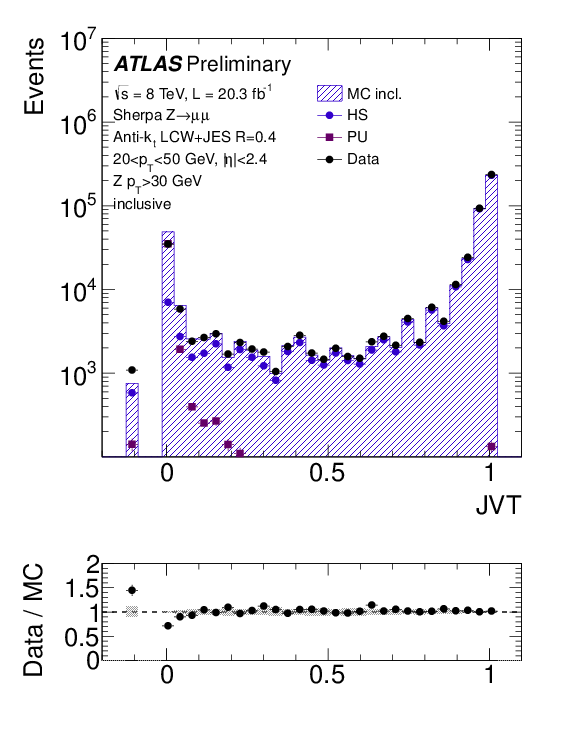 Events
10^7
10^6
10^5
10^4
10^3
ATLAS Preliminary
√s = 8 TeV, L = 20.3 fb^-1
Sherpa Z→μμ
Anti-k_t LCW+JES R=0.4
20<p_T<50 GeV, |η|<2.4
Z p_T>30 GeV
inclusive
MC incl.
HS
PU
Data
0 0.5 1
JVT
Data / MC
2
1.5
1
0.5
0
0 0.5 1